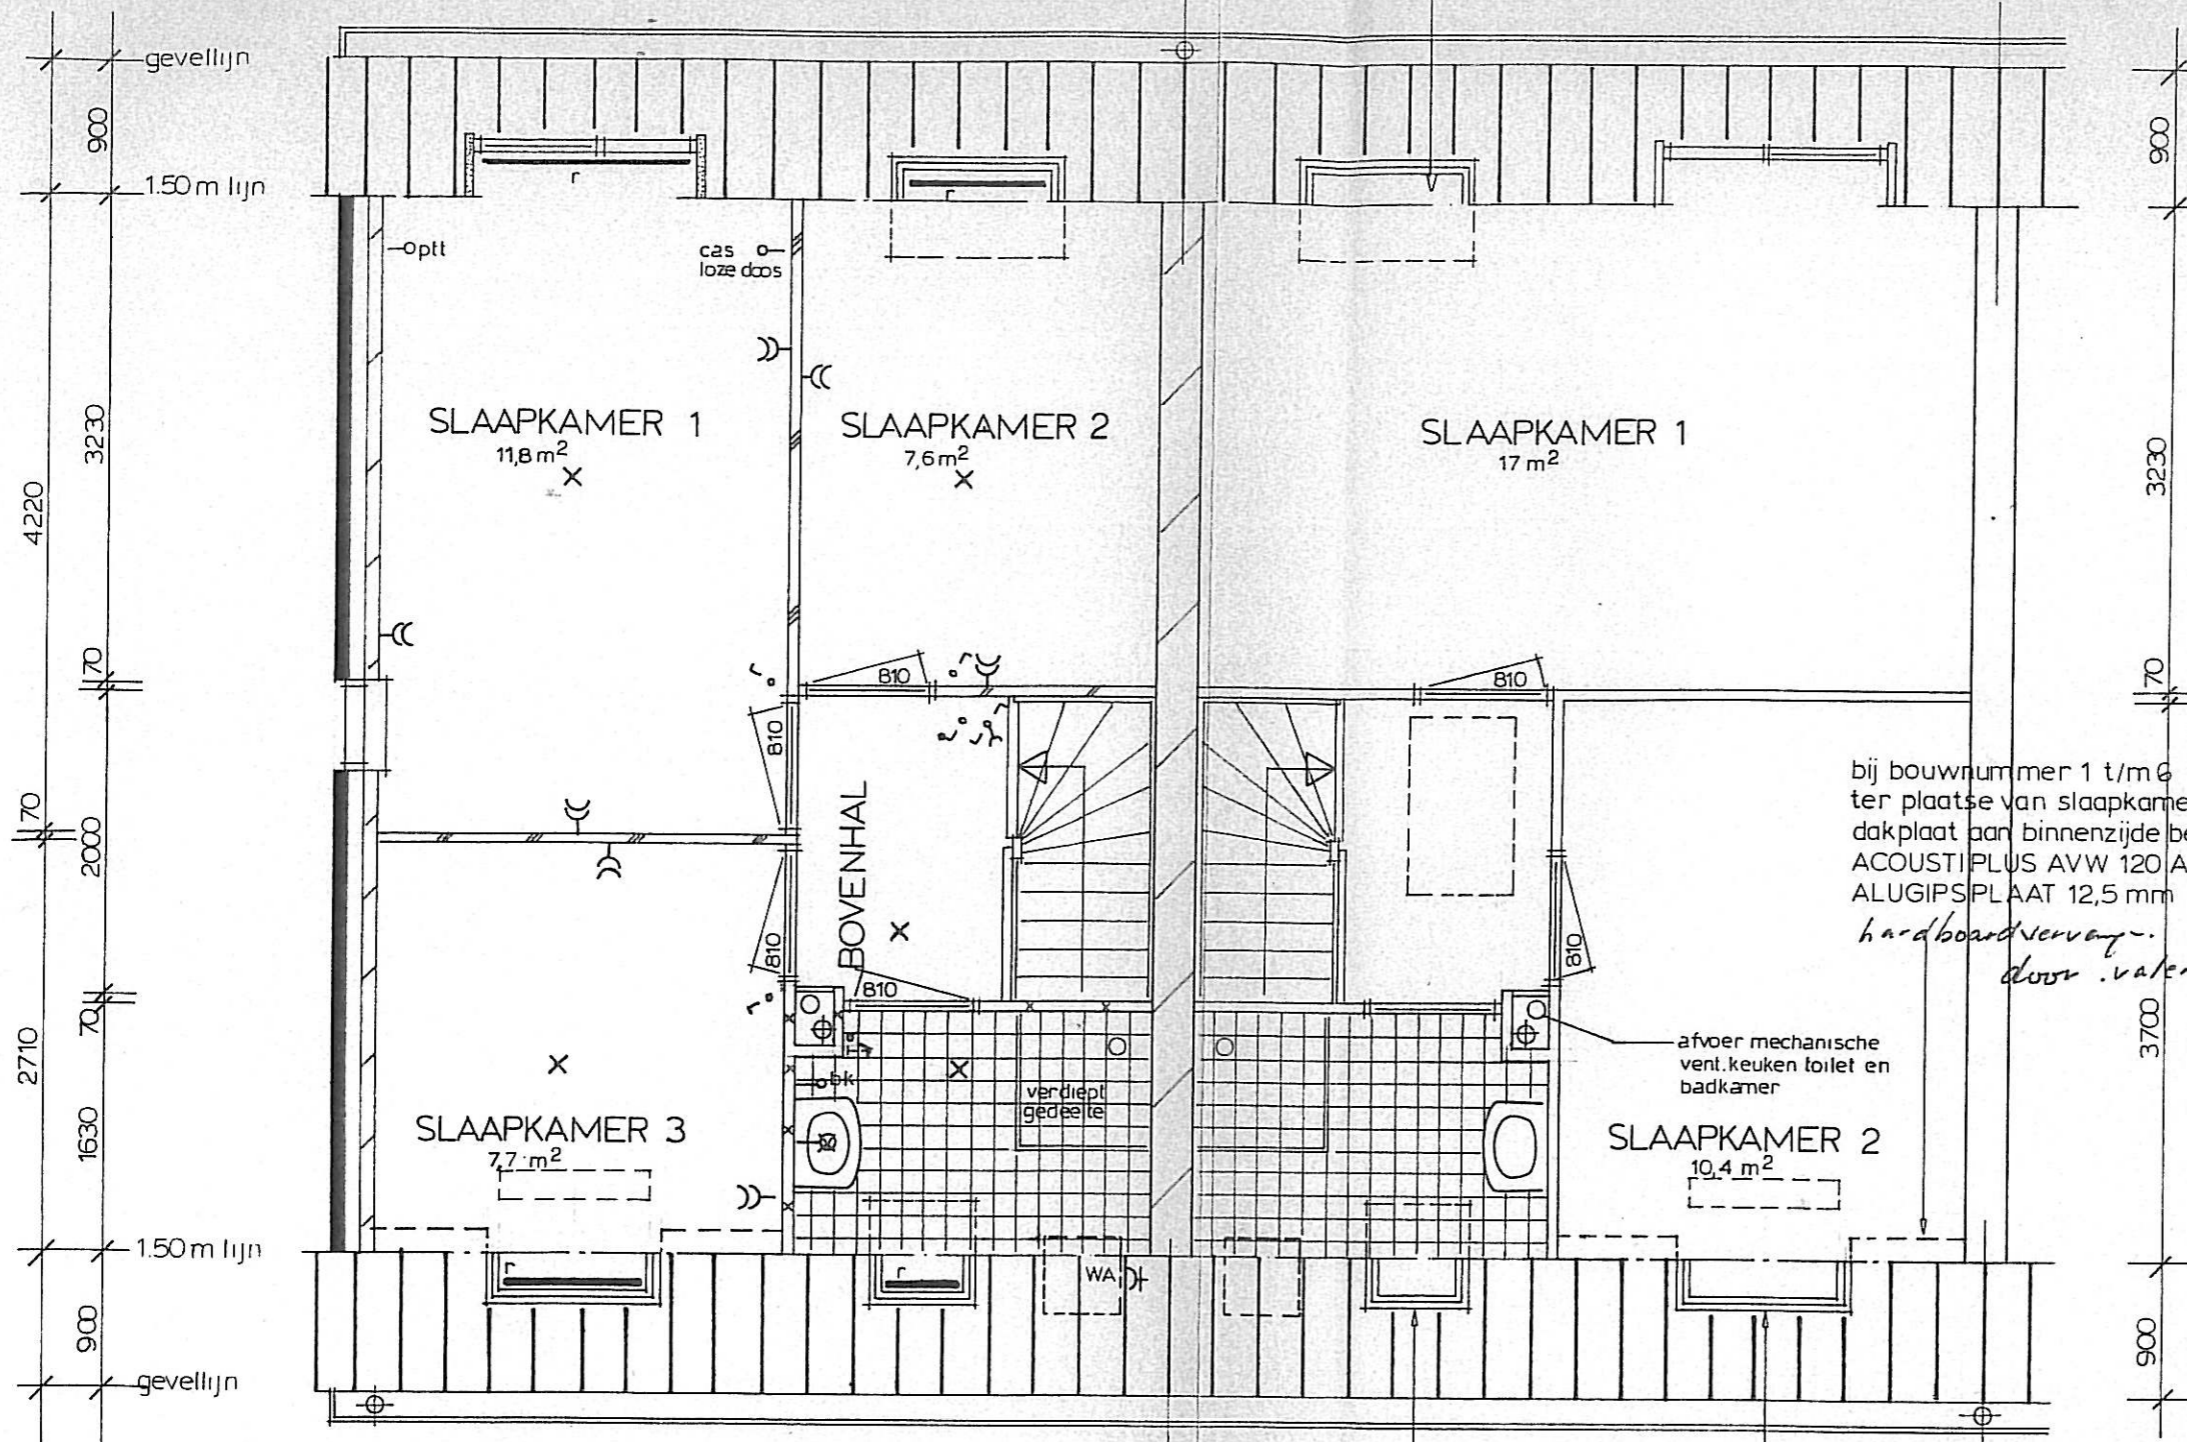 gevellijn
900
1.50 m lijn
r
r
optt
cas
loze doos
SLAAPKAMER 1
11,8 m²
SLAAPKAMER 2
7,6 m²
SLAAPKAMER 1
17 m²
900
3230
4220
3230
70
810
810
810
70
70
2000
810
BOVENHAL
810
810
bij bouwnummer 1 t/m 6
ter plaatse van slaapkame
dakplaat aan binnenzijde be
ACOUSTIPLUS AVW 120 A
ALUGIPSPLAAT 12,5 mm
hardboard
door
70
2710
1630
bk
verdiept
gedeelte
afvoer mechanische
vent. keuken toilet en
badkamer
3700
SLAAPKAMER 3
7,7 m²
SLAAPKAMER 2
10,4 m²
1.50 m lijn
r
r
WA
900
900
gevellijn